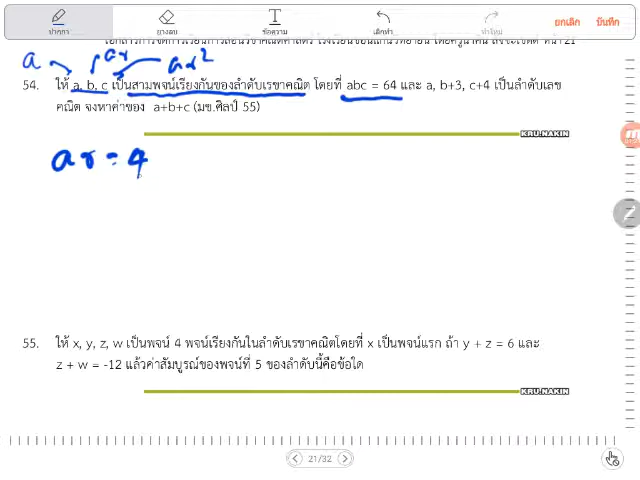 ยกเลิก บันทึก
ปากกา ยางลบ ข้อความ เลิกทำ ทำใหม่
a ar ar²
54. ให้ a, b, c เป็นสามพจน์เรียงกันของลำดับเรขาคณิต โดยที่ abc = 64 และ a, b+3, c+4 เป็นลำดับเลข
คณิต จงหาค่าของ a+b+c (มข.ศิลป์ 55)
KRU.NAKIN
ar = 4
55. ให้ x, y, z, w เป็นพจน์ 4 พจน์เรียงกันในลำดับเรขาคณิตโดยที่ x เป็นพจน์แรก ถ้า y + z = 6 และ
z + w = -12 แล้วค่าสัมบูรณ์ของพจน์ที่ 5 ของลำดับนี้คือข้อใด
KRU.NAKIN
21/32